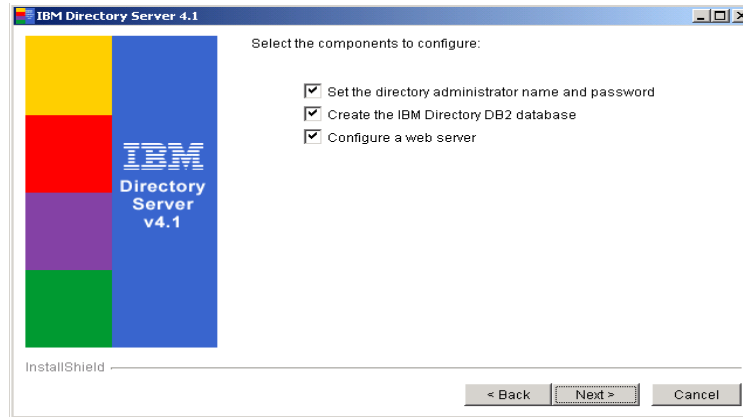 IBM Directory Server 4.1
Select the components to configure:
Set the directory administrator name and password
Create the IBM Directory DB2 database
Configure a web server
IBM
Directory
Server
v4.1
InstallShield
< Back
Next >
Cancel